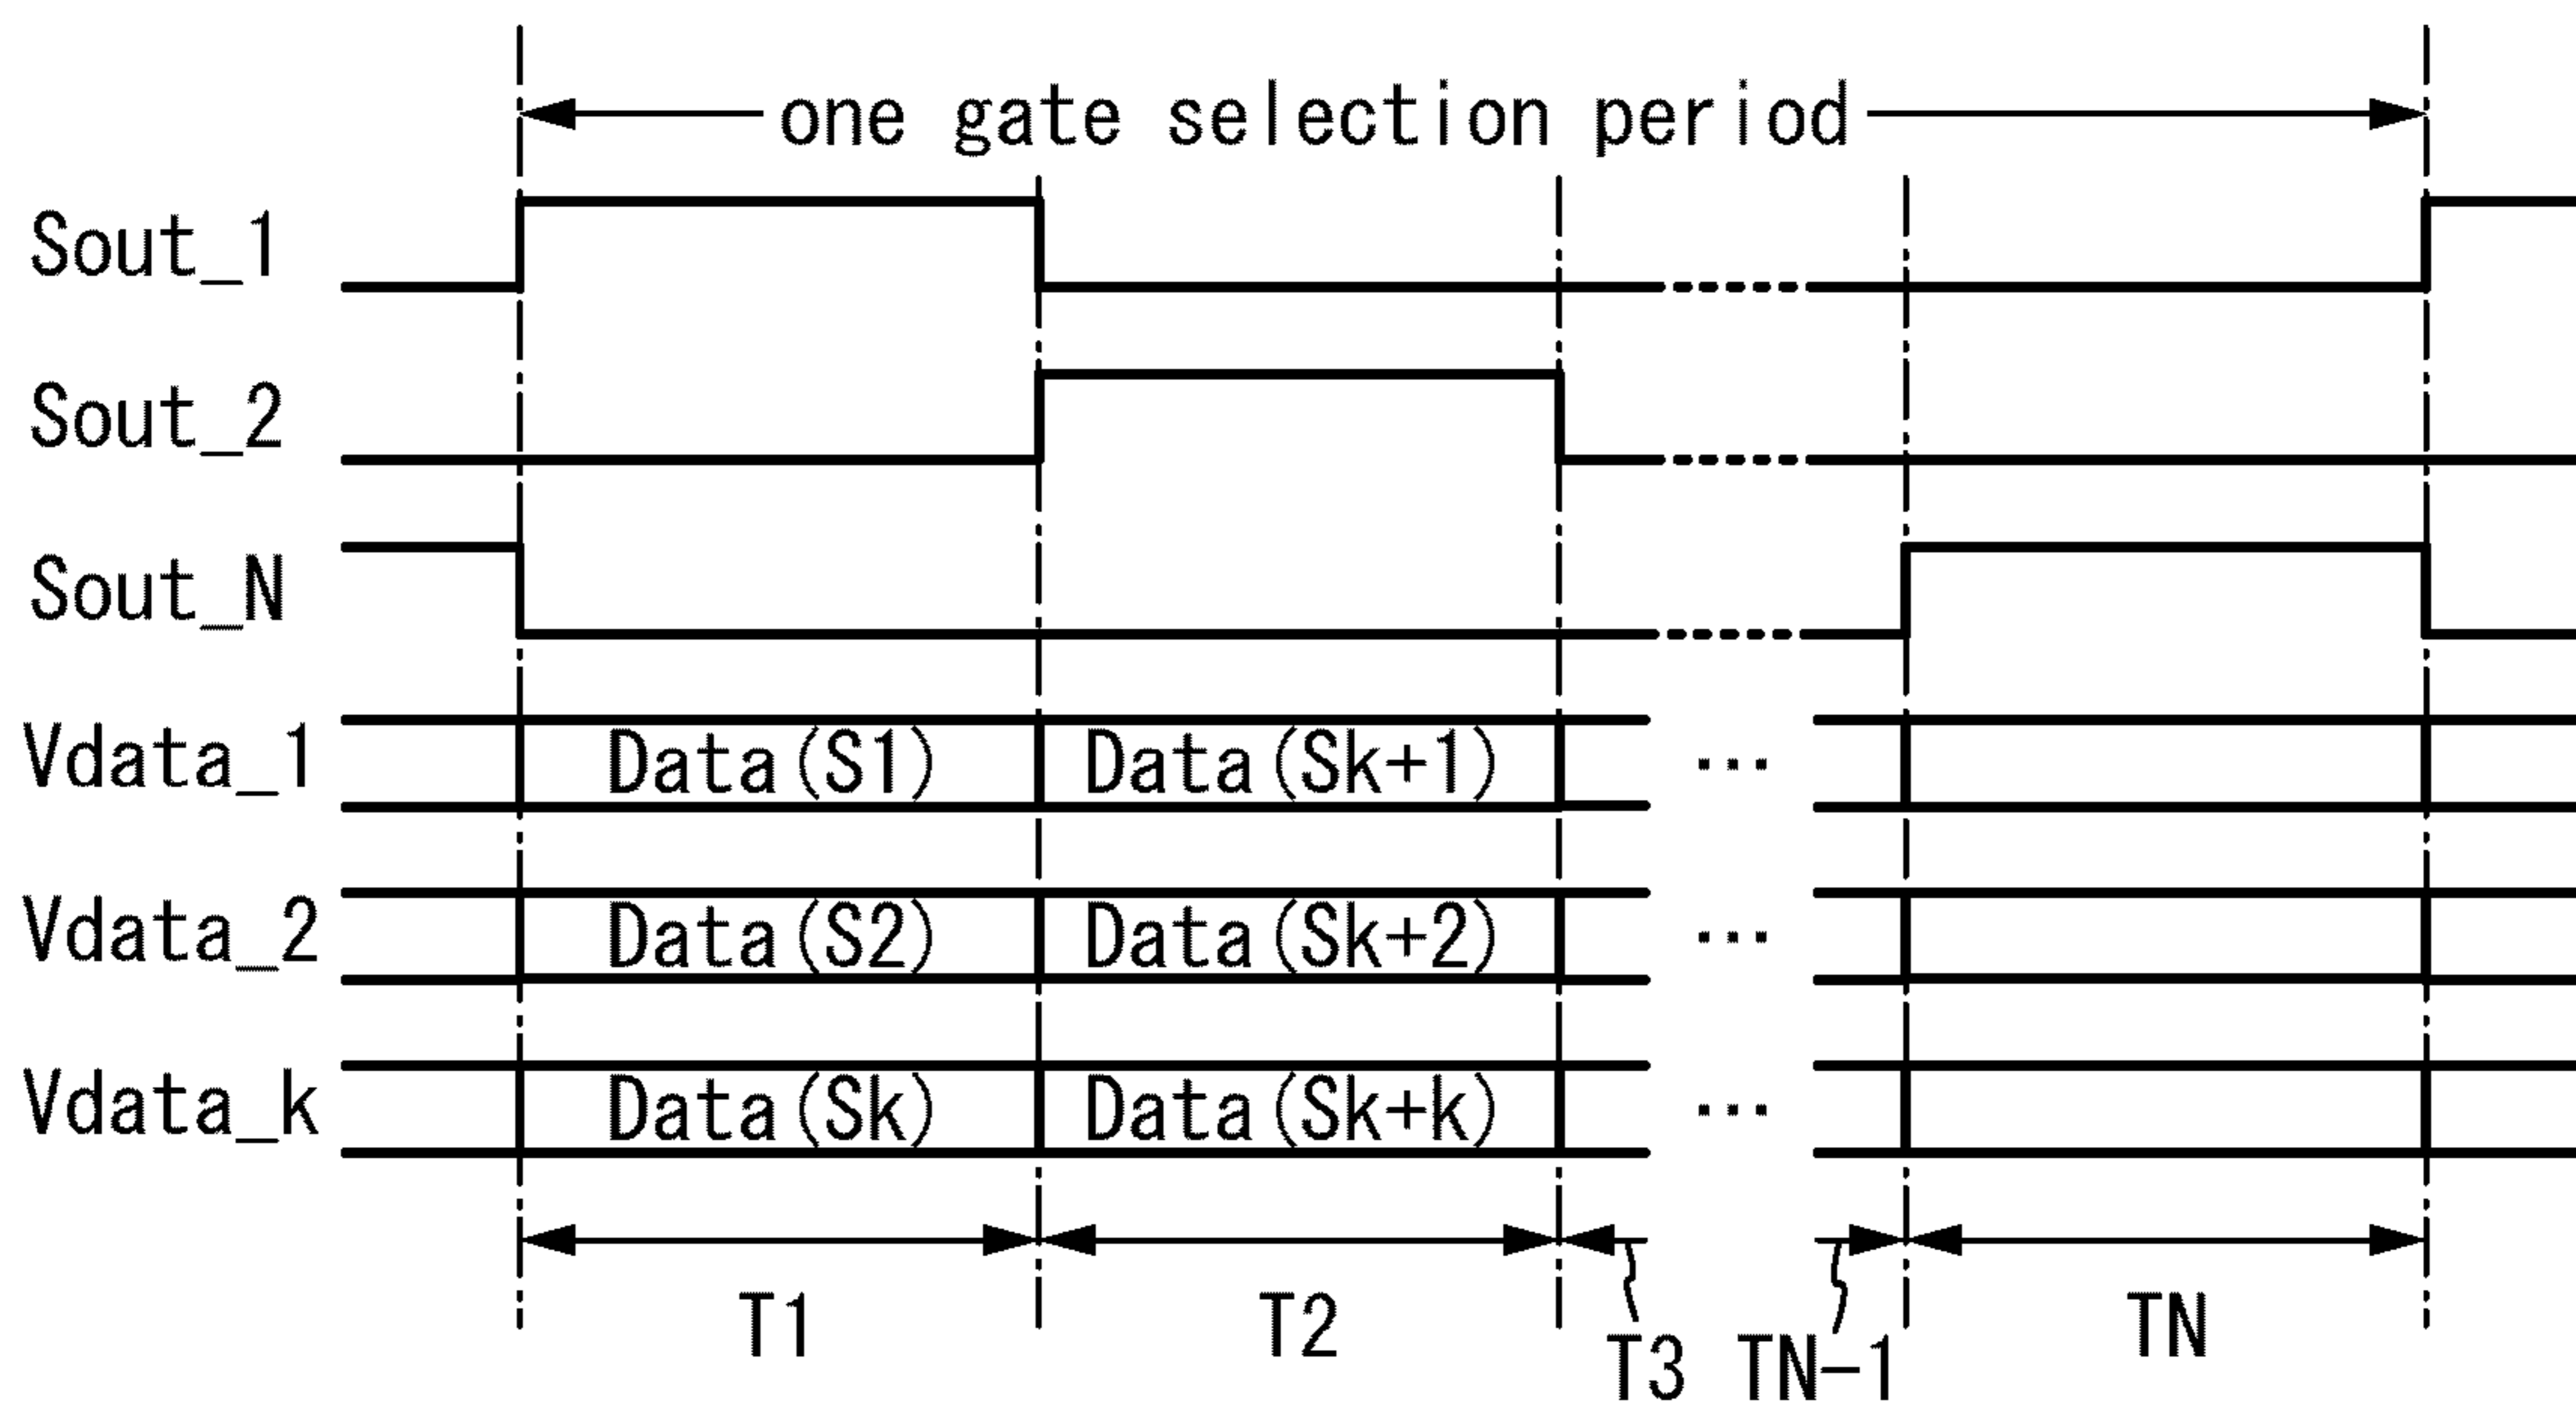 one gate selection period
Sout_1
Sout_2
Sout_N
Vdata_1 Data(S1) Data(Sk+1) ...
Vdata_2 Data(S2) Data(Sk+2) ...
Vdata_k Data(Sk) Data(Sk+k) ...
T1 T2 T3 TN-1 TN